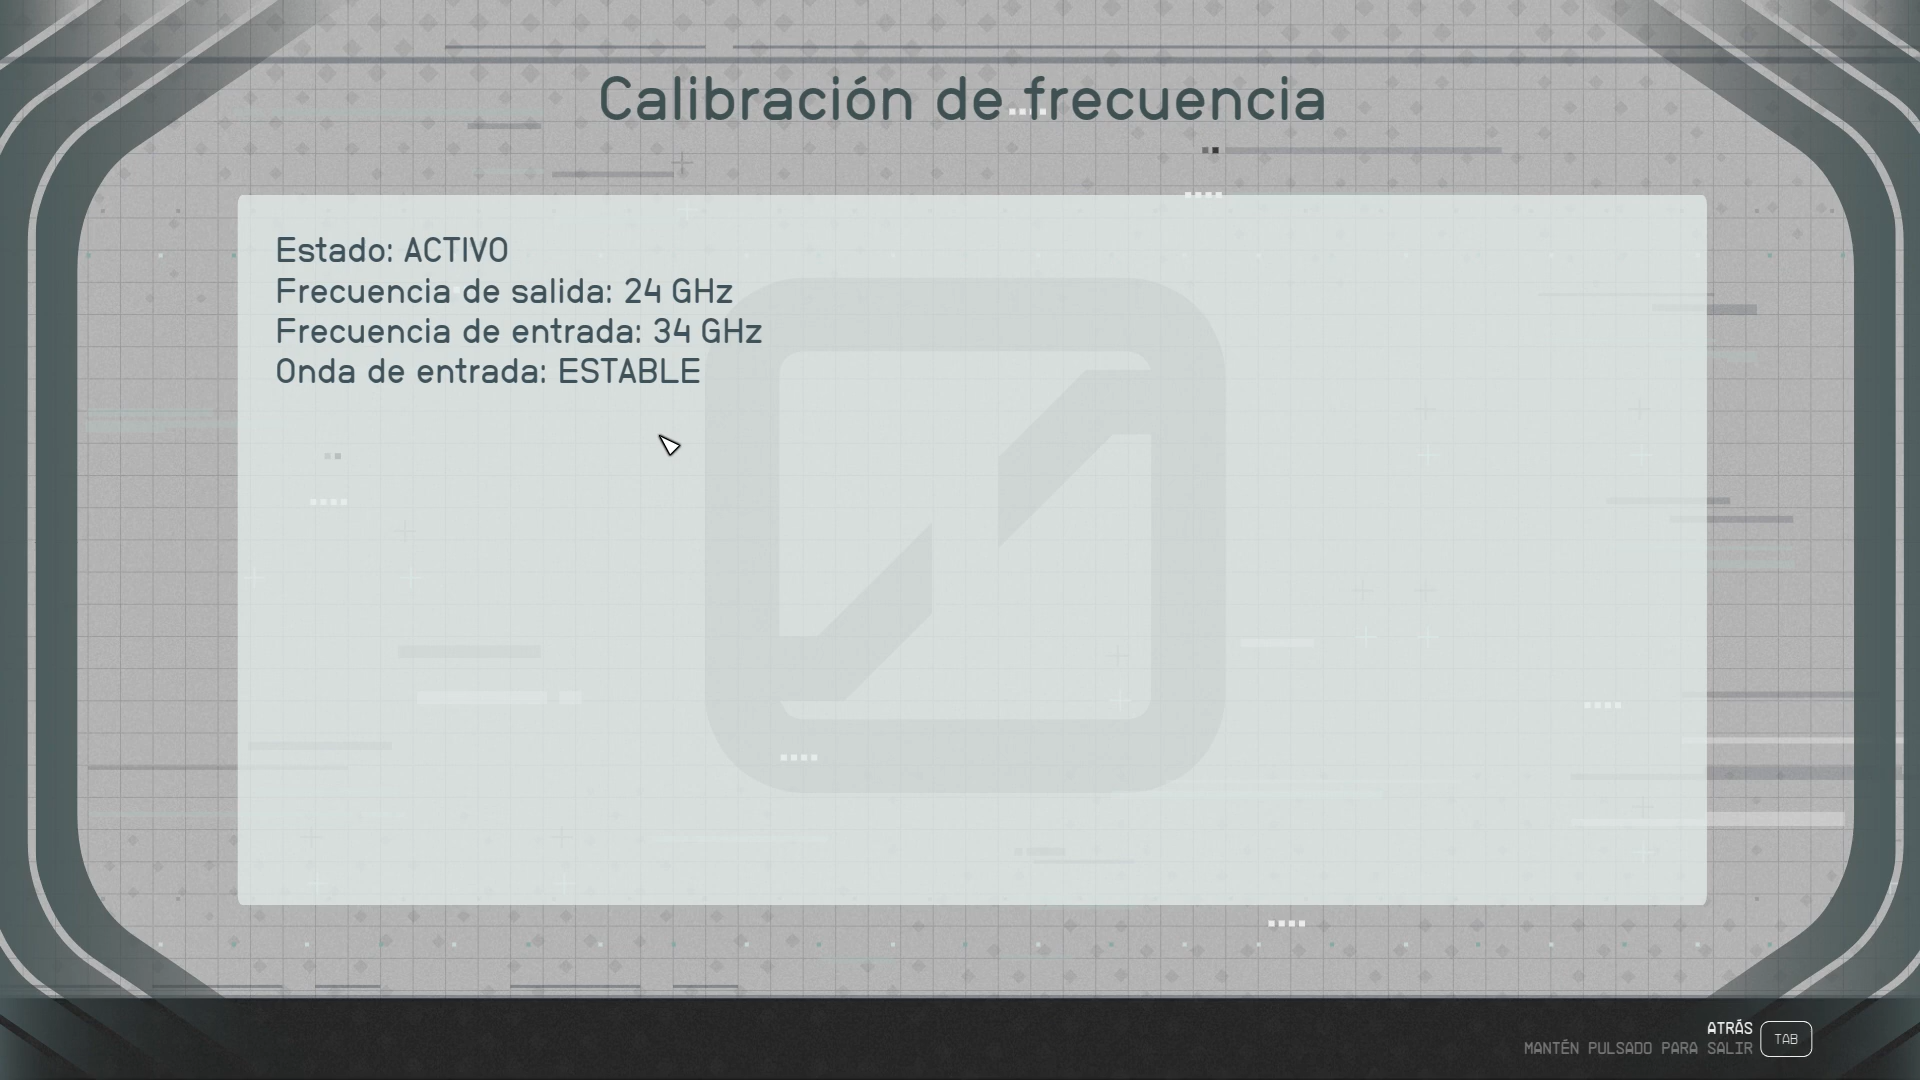 Calibración de frecuencia
Estado: ACTIVO
Frecuencia de salida: 24 GHz
Frecuencia de entrada: 34 GHz
Onda de entrada: ESTABLE
ATRÁS
MANTÉN PULSADO PARA SALIR
TAB